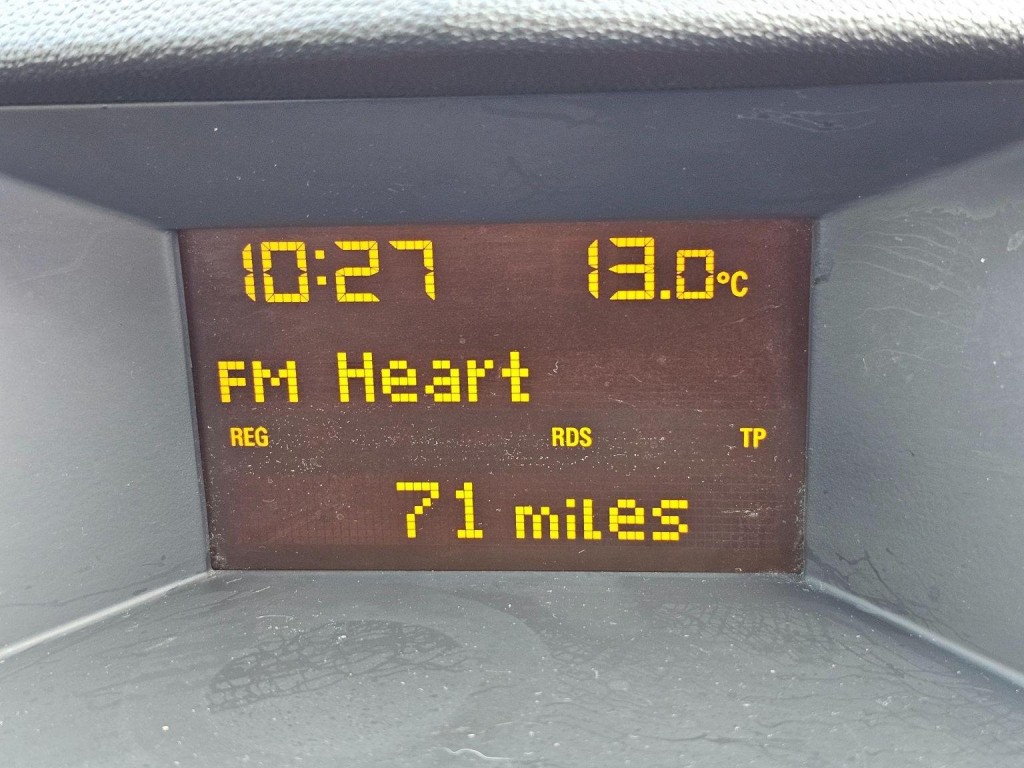 10:27 13.0°C
FM Heart
REG RDS TP
71 miles